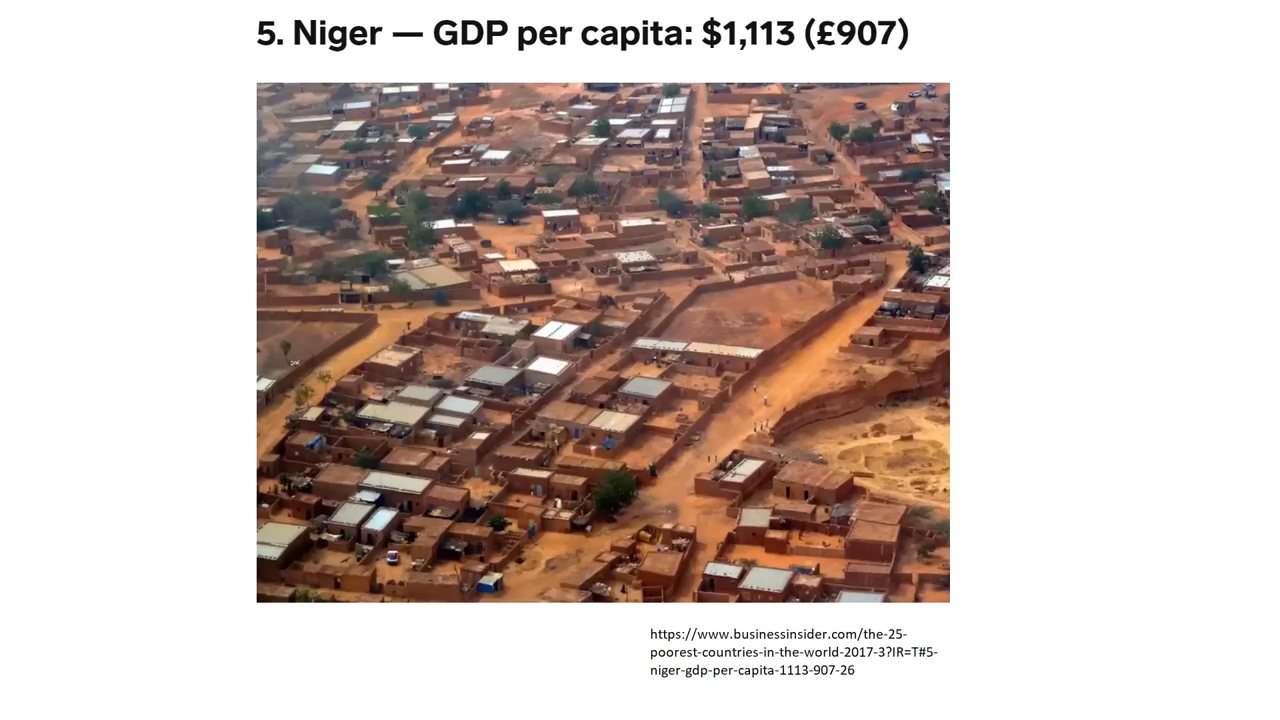 5. Niger — GDP per capita: $1,113 (£907)
https://www.businessinsider.com/the-25-
poorest-countries-in-the-world-2017-3?IR=T#5-
niger-gdp-per-capita-1113-907-26